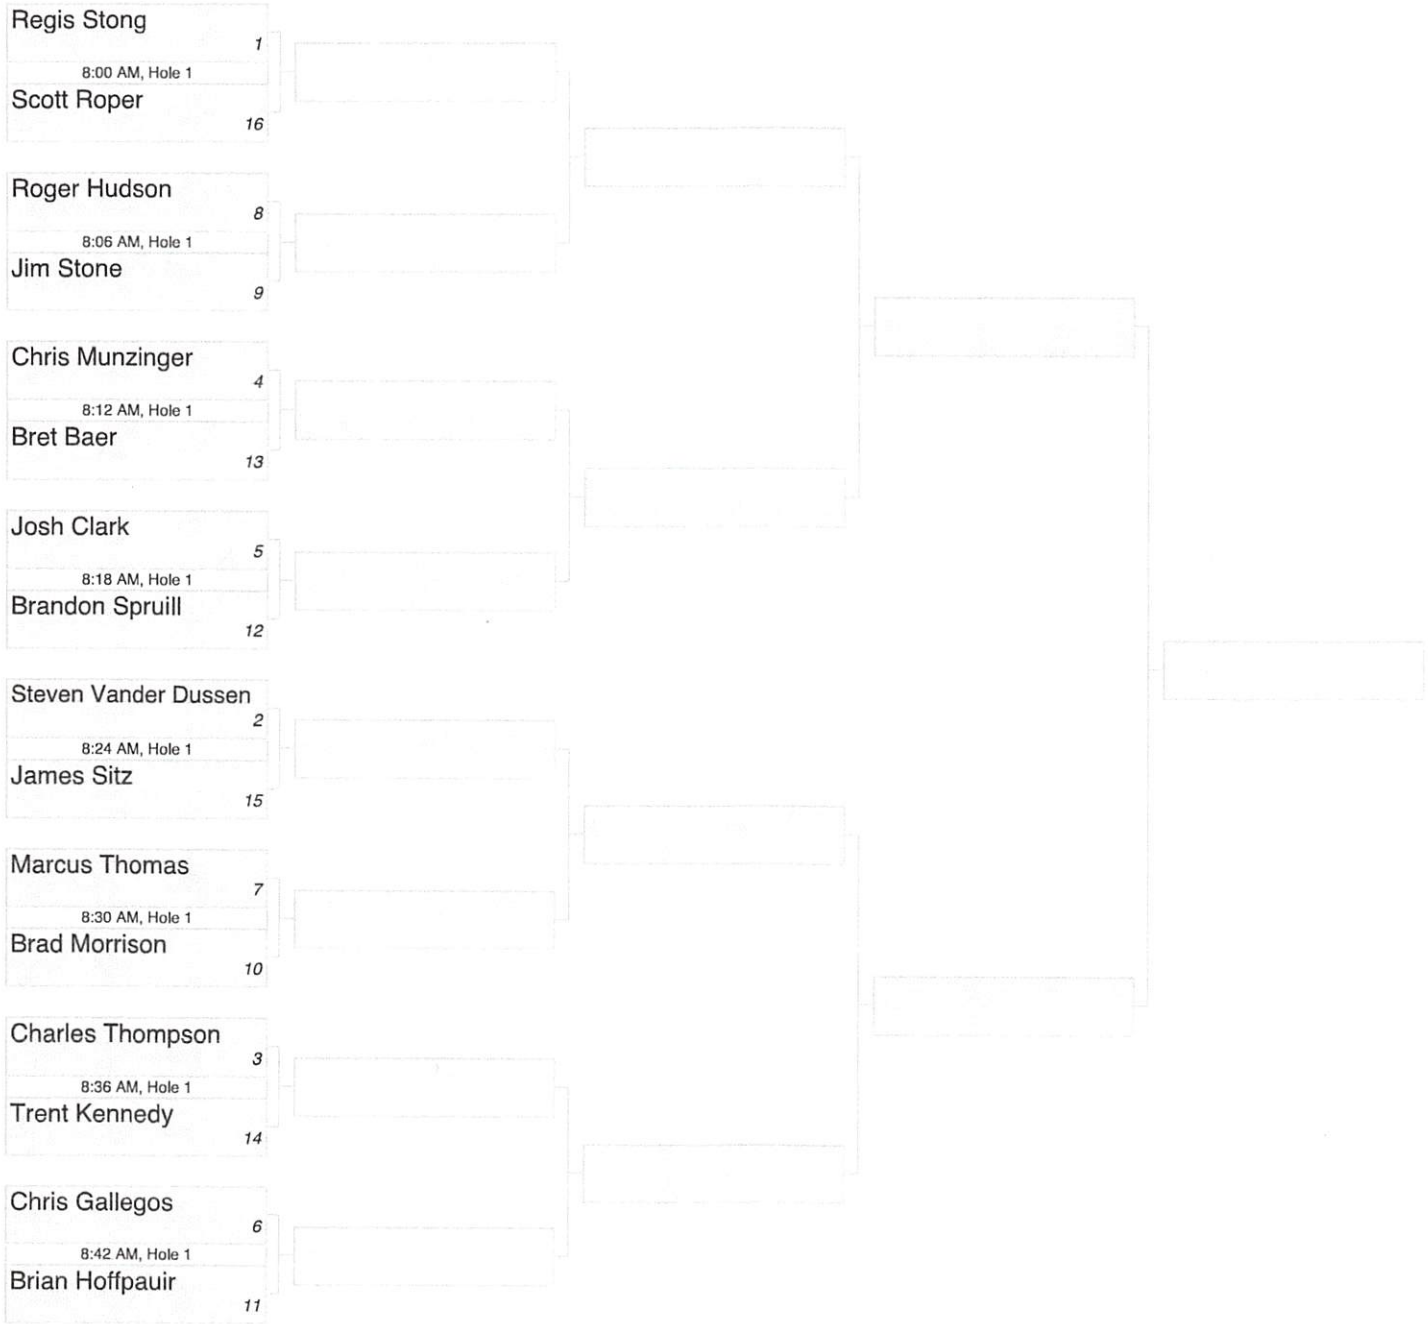 Regis Stong
1
8:00 AM, Hole 1
Scott Roper
16
Roger Hudson
8
8:06 AM, Hole 1
Jim Stone
9
Chris Munzinger
4
8:12 AM, Hole 1
Bret Baer
13
Josh Clark
5
8:18 AM, Hole 1
Brandon Spruill
12
Steven Vander Dussen
2
8:24 AM, Hole 1
James Sitz
15
Marcus Thomas
7
8:30 AM, Hole 1
Brad Morrison
10
Charles Thompson
3
8:36 AM, Hole 1
Trent Kennedy
14
Chris Gallegos
6
8:42 AM, Hole 1
Brian Hoffpauir
11